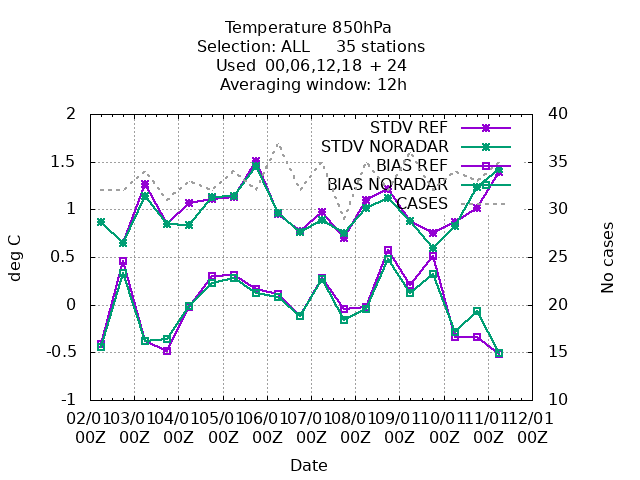 Temperature 850hPa
Selection: ALL 35 stations
Used 00,06,12,18 + 24
Averaging window: 12h
2
1.5
1
0.5
0
-0.5
-1
40
35
30
25
20
15
10
STDV REF
STDV NORADAR
BIAS REF
BIAS NORADAR
CASES
deg C
No cases
02/01 03/01 04/01 05/01 06/01 07/01 08/01 09/01 10/01 11/01 12/01
00Z 00Z 00Z 00Z 00Z 00Z 00Z 00Z 00Z 00Z 00Z
Date